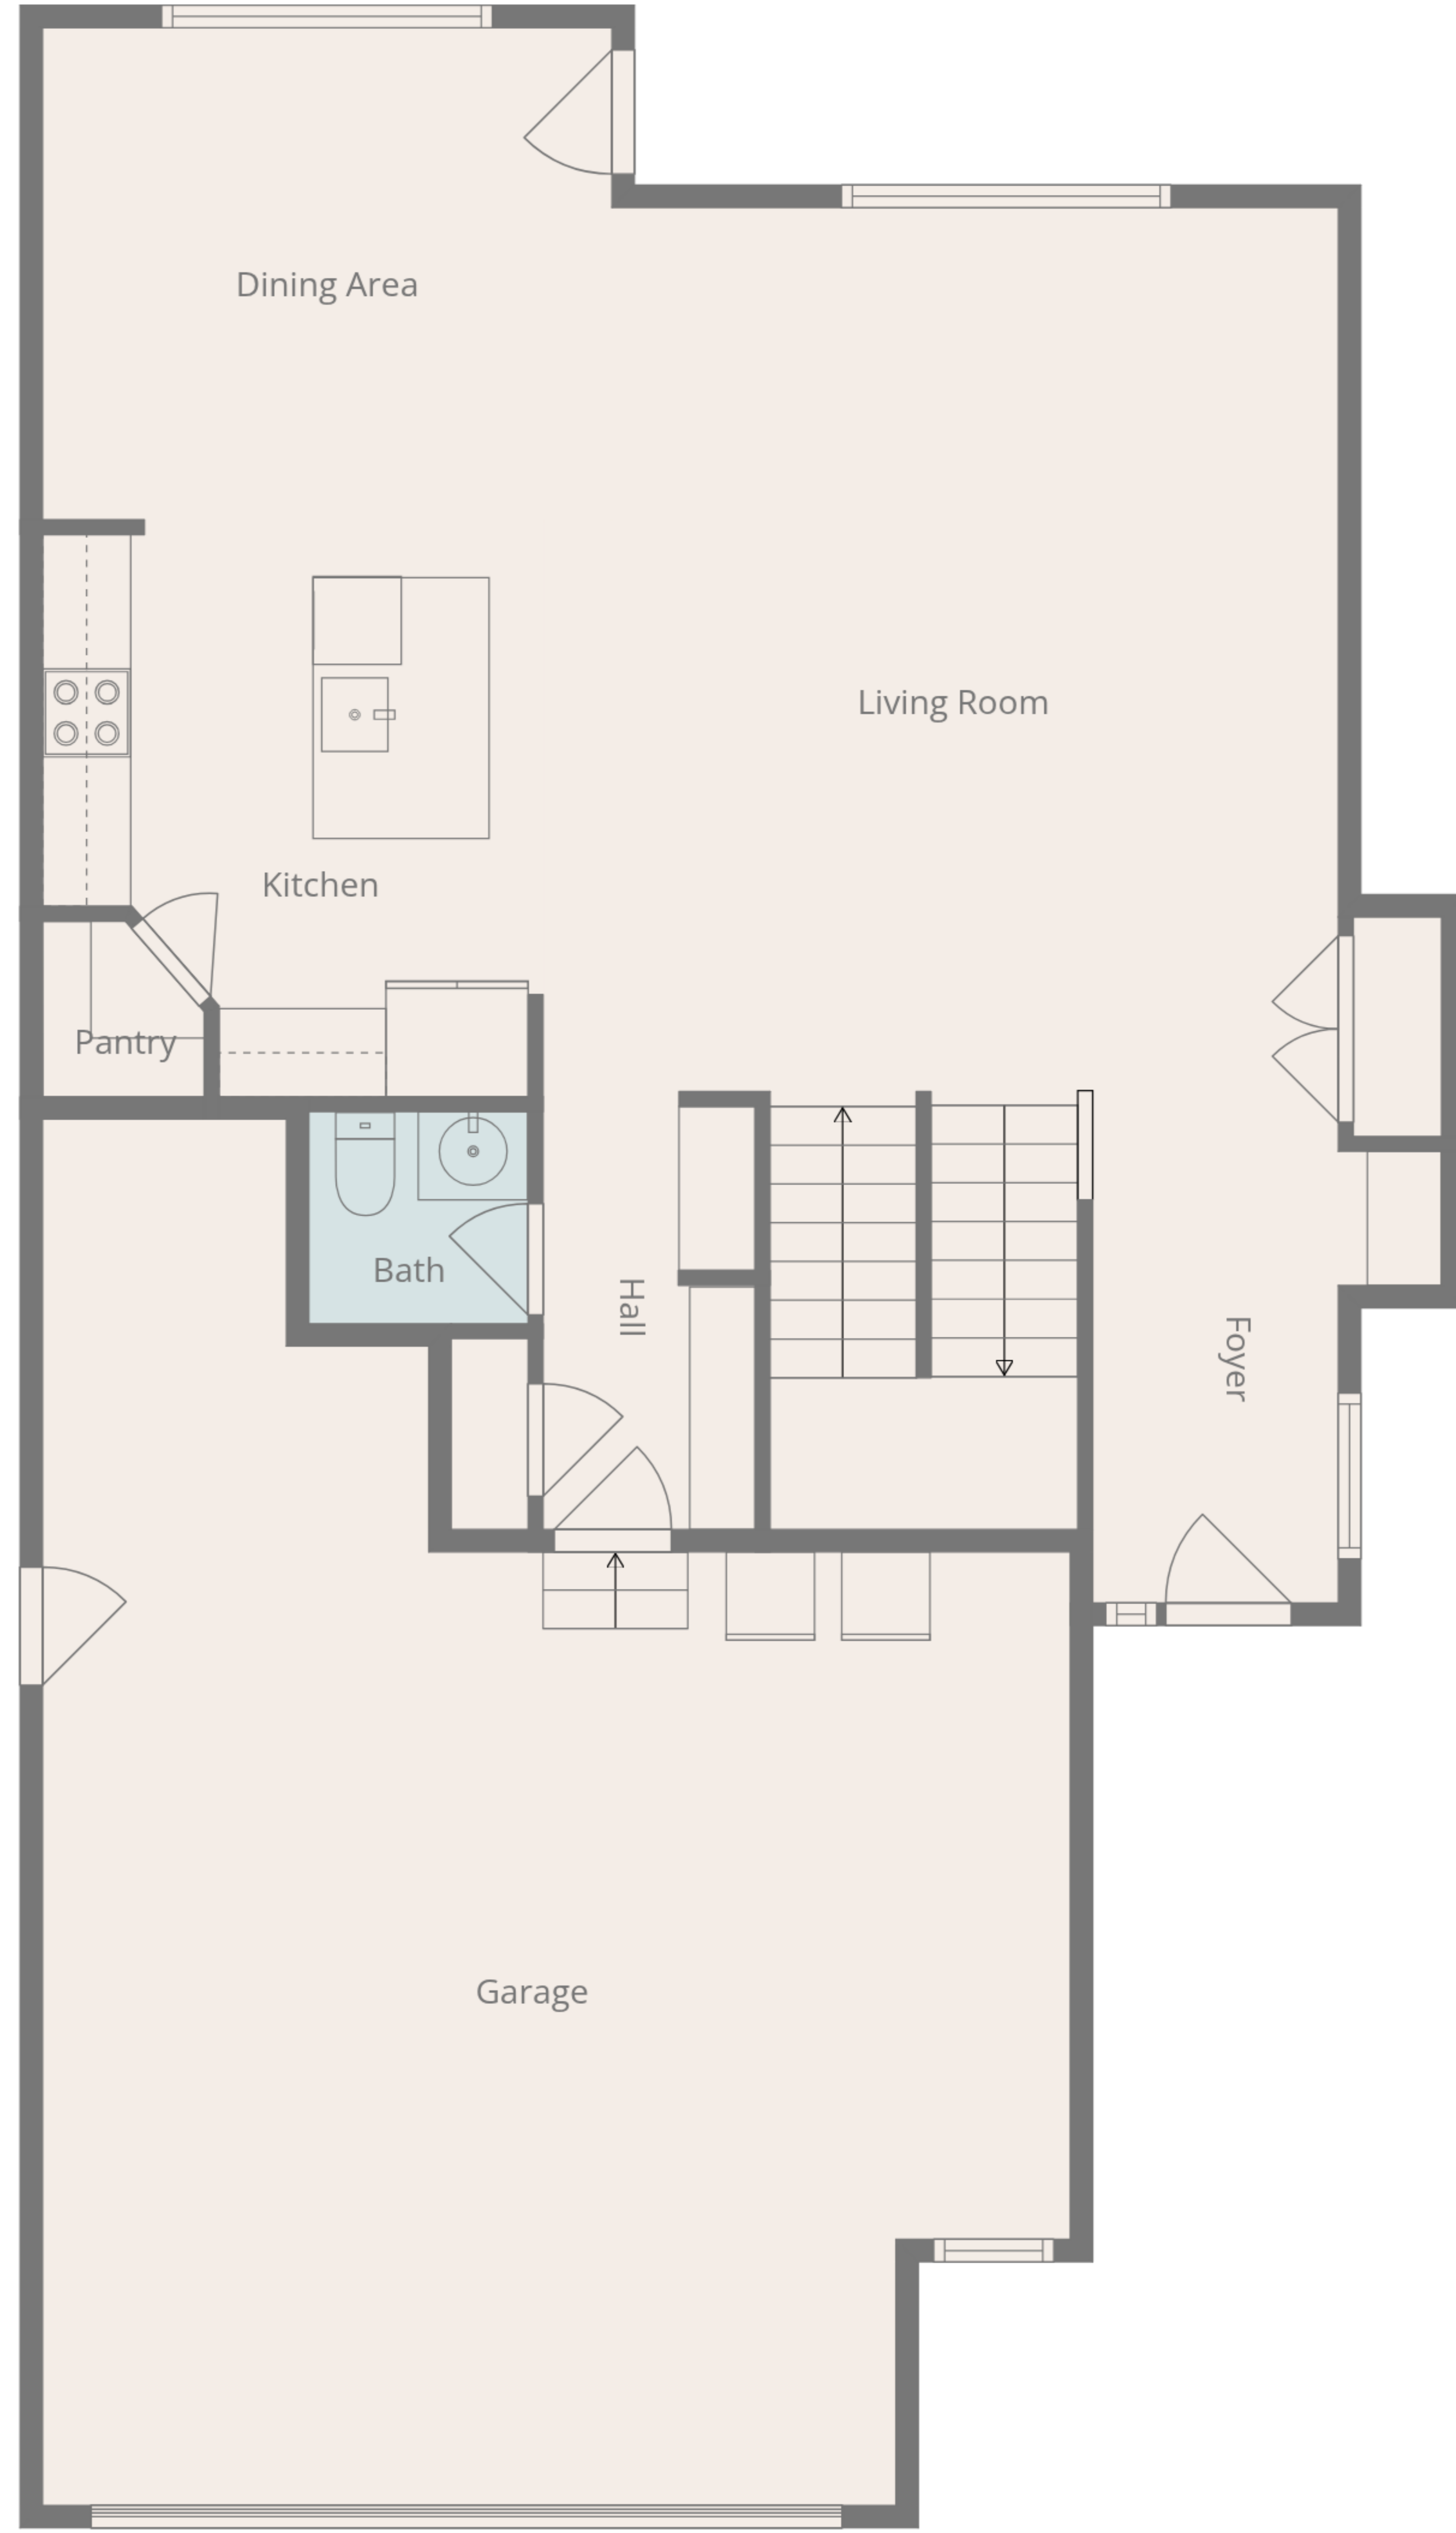 Dining Area
Living Room
Kitchen
Pantry
Bath
Hall
Foyer
Garage